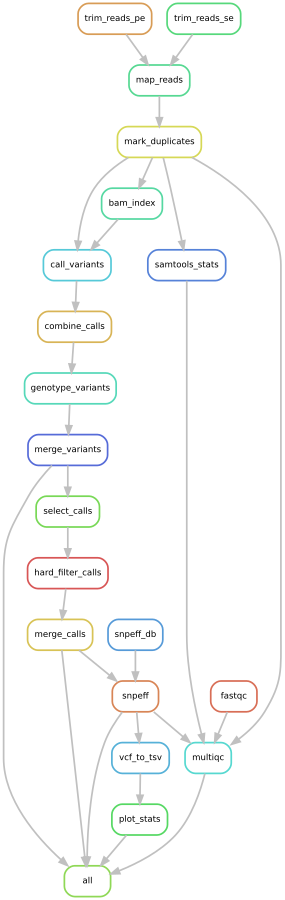 trim_reads_pe
trim_reads_se
map_reads
mark_duplicates
bam_index
call_variants
samtools_stats
combine_calls
genotype_variants
merge_variants
select_calls
hard_filter_calls
merge_calls
snpeff_db
snpeff
fastqc
vcf_to_tsv
multiqc
plot_stats
all